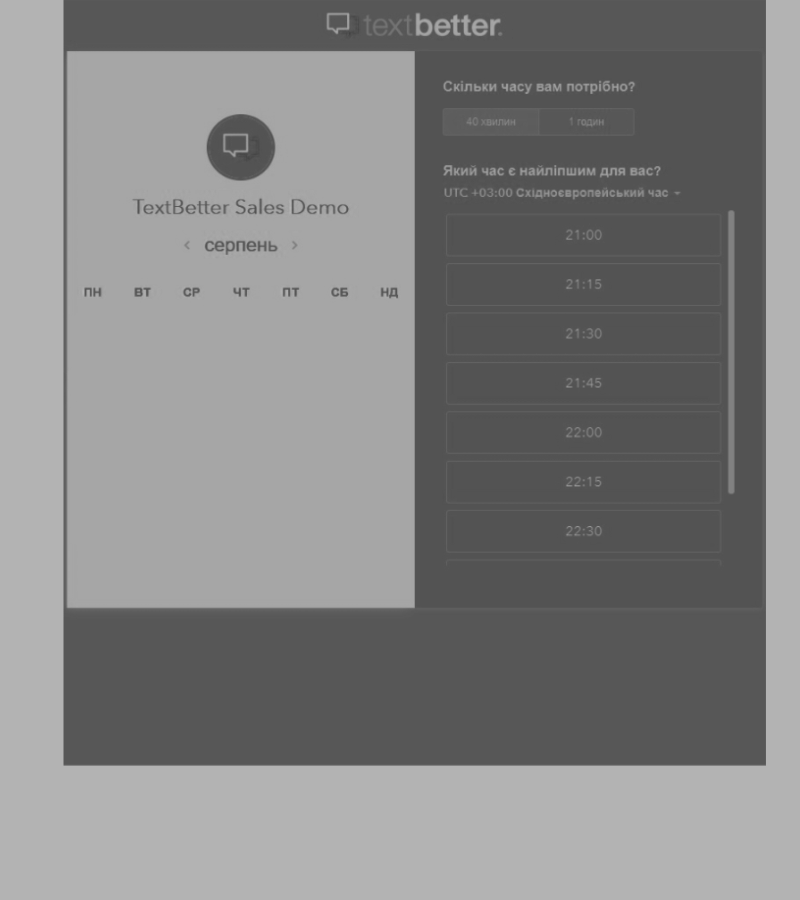 textbetter.
TextBetter Sales Demo
‹ серпень ›
ПН ВТ СР ЧТ ПТ СБ НД
Скільки часу вам потрібно?
40 хвилин 1 годин
Який час є найліпшим для вас?
UTC +03:00 Східноєвропейський час
21:00
21:15
21:30
21:45
22:00
22:15
22:30